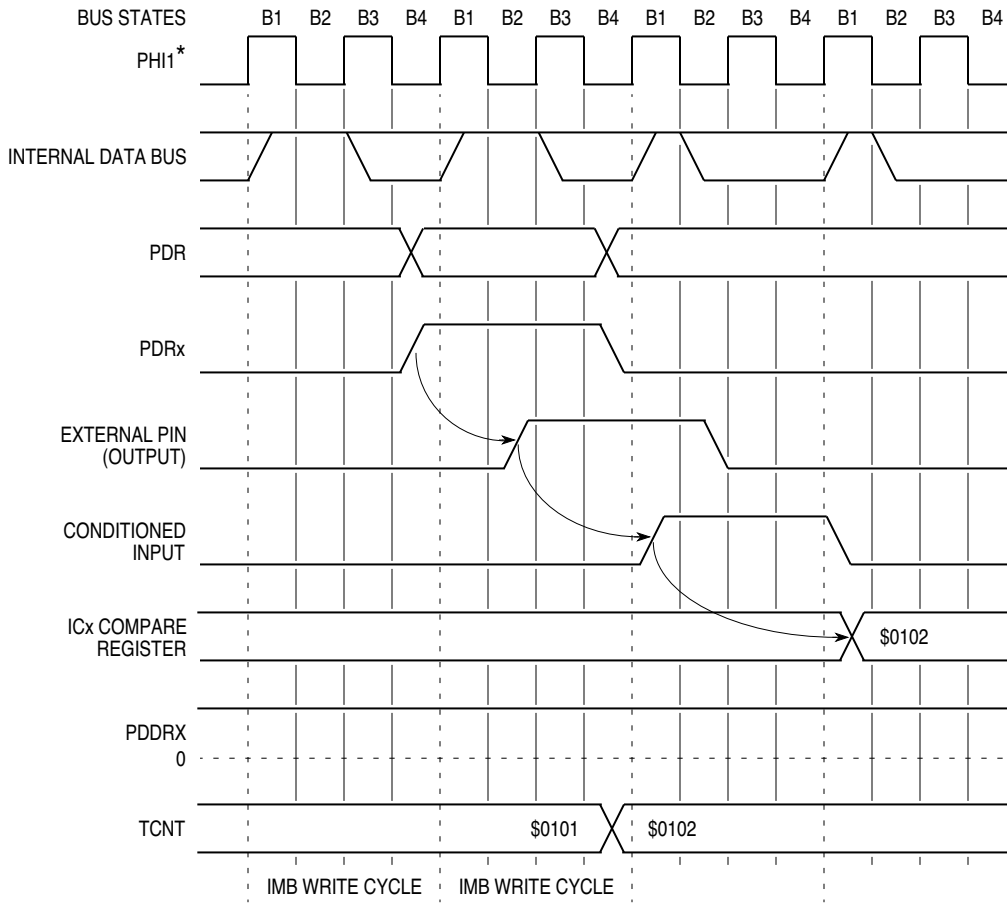 BUS STATES B1 B2 B3 B4 B1 B2 B3 B4 B1 B2 B3 B4 B1 B2 B3 B4
PHI1*
INTERNAL DATA BUS
PDR
PDRx
EXTERNAL PIN
(OUTPUT)
CONDITIONED
INPUT
ICx COMPARE
REGISTER
$0102
PDDRX
0
TCNT
$0101 $0102
IMB WRITE CYCLE IMB WRITE CYCLE